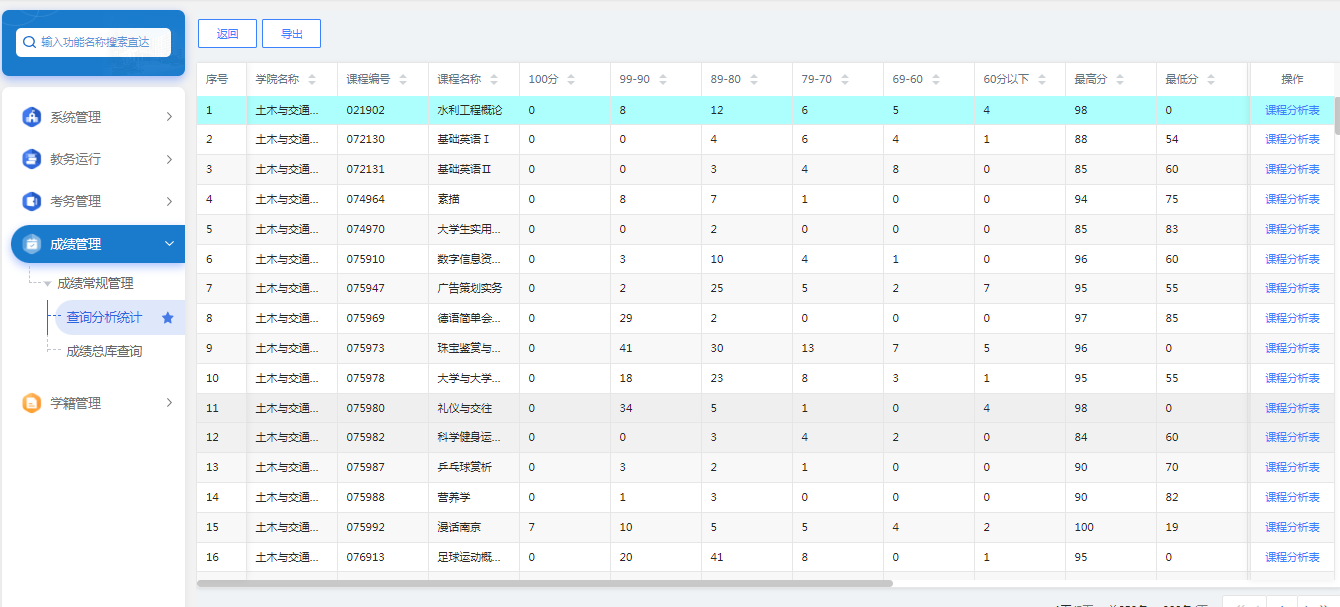 输入功能名称搜索直达
系统管理
教务运行
考务管理
成绩管理
成绩常规管理
查询分析统计
成绩总库查询
学籍管理
返回 导出
序号 学院名称 课程编号 课程名称 100分 99-90 89-80 79-70 69-60 60分以下 最高分 最低分 操作
1 土木与交通... 021902 水利工程概论 0 8 12 6 5 4 98 0 课程分析表
2 土木与交通... 072130 基础英语Ⅰ 0 0 4 6 4 1 88 54 课程分析表
3 土木与交通... 072131 基础英语Ⅱ 0 0 3 4 8 0 85 60 课程分析表
4 土木与交通... 074964 素描 0 8 7 1 0 0 94 75 课程分析表
5 土木与交通... 074970 大学生实用... 0 0 2 0 0 0 85 83 课程分析表
6 土木与交通... 075910 数字信息资... 0 3 10 4 1 0 96 60 课程分析表
7 土木与交通... 075947 广告策划实务 0 2 25 5 2 7 95 55 课程分析表
8 土木与交通... 075969 德语简单会... 0 29 2 0 0 0 97 85 课程分析表
9 土木与交通... 075973 珠宝鉴赏与... 0 41 30 13 7 5 96 0 课程分析表
10 土木与交通... 075978 大学与大学... 0 18 23 8 3 1 95 55 课程分析表
11 土木与交通... 075980 礼仪与交往 0 34 5 1 0 4 98 0 课程分析表
12 土木与交通... 075982 科学健身运... 0 0 3 4 2 0 84 60 课程分析表
13 土木与交通... 075987 乒乓球赏析 0 3 2 1 0 0 90 70 课程分析表
14 土木与交通... 075988 营养学 0 1 3 0 0 0 90 82 课程分析表
15 土木与交通... 075992 漫话南京 7 10 5 5 4 2 100 19 课程分析表
16 土木与交通... 076913 足球运动概... 0 20 41 8 0 1 95 0 课程分析表